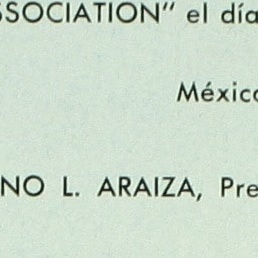 SSOCIATION" el día
México
NO L. ARAIZA, Pre